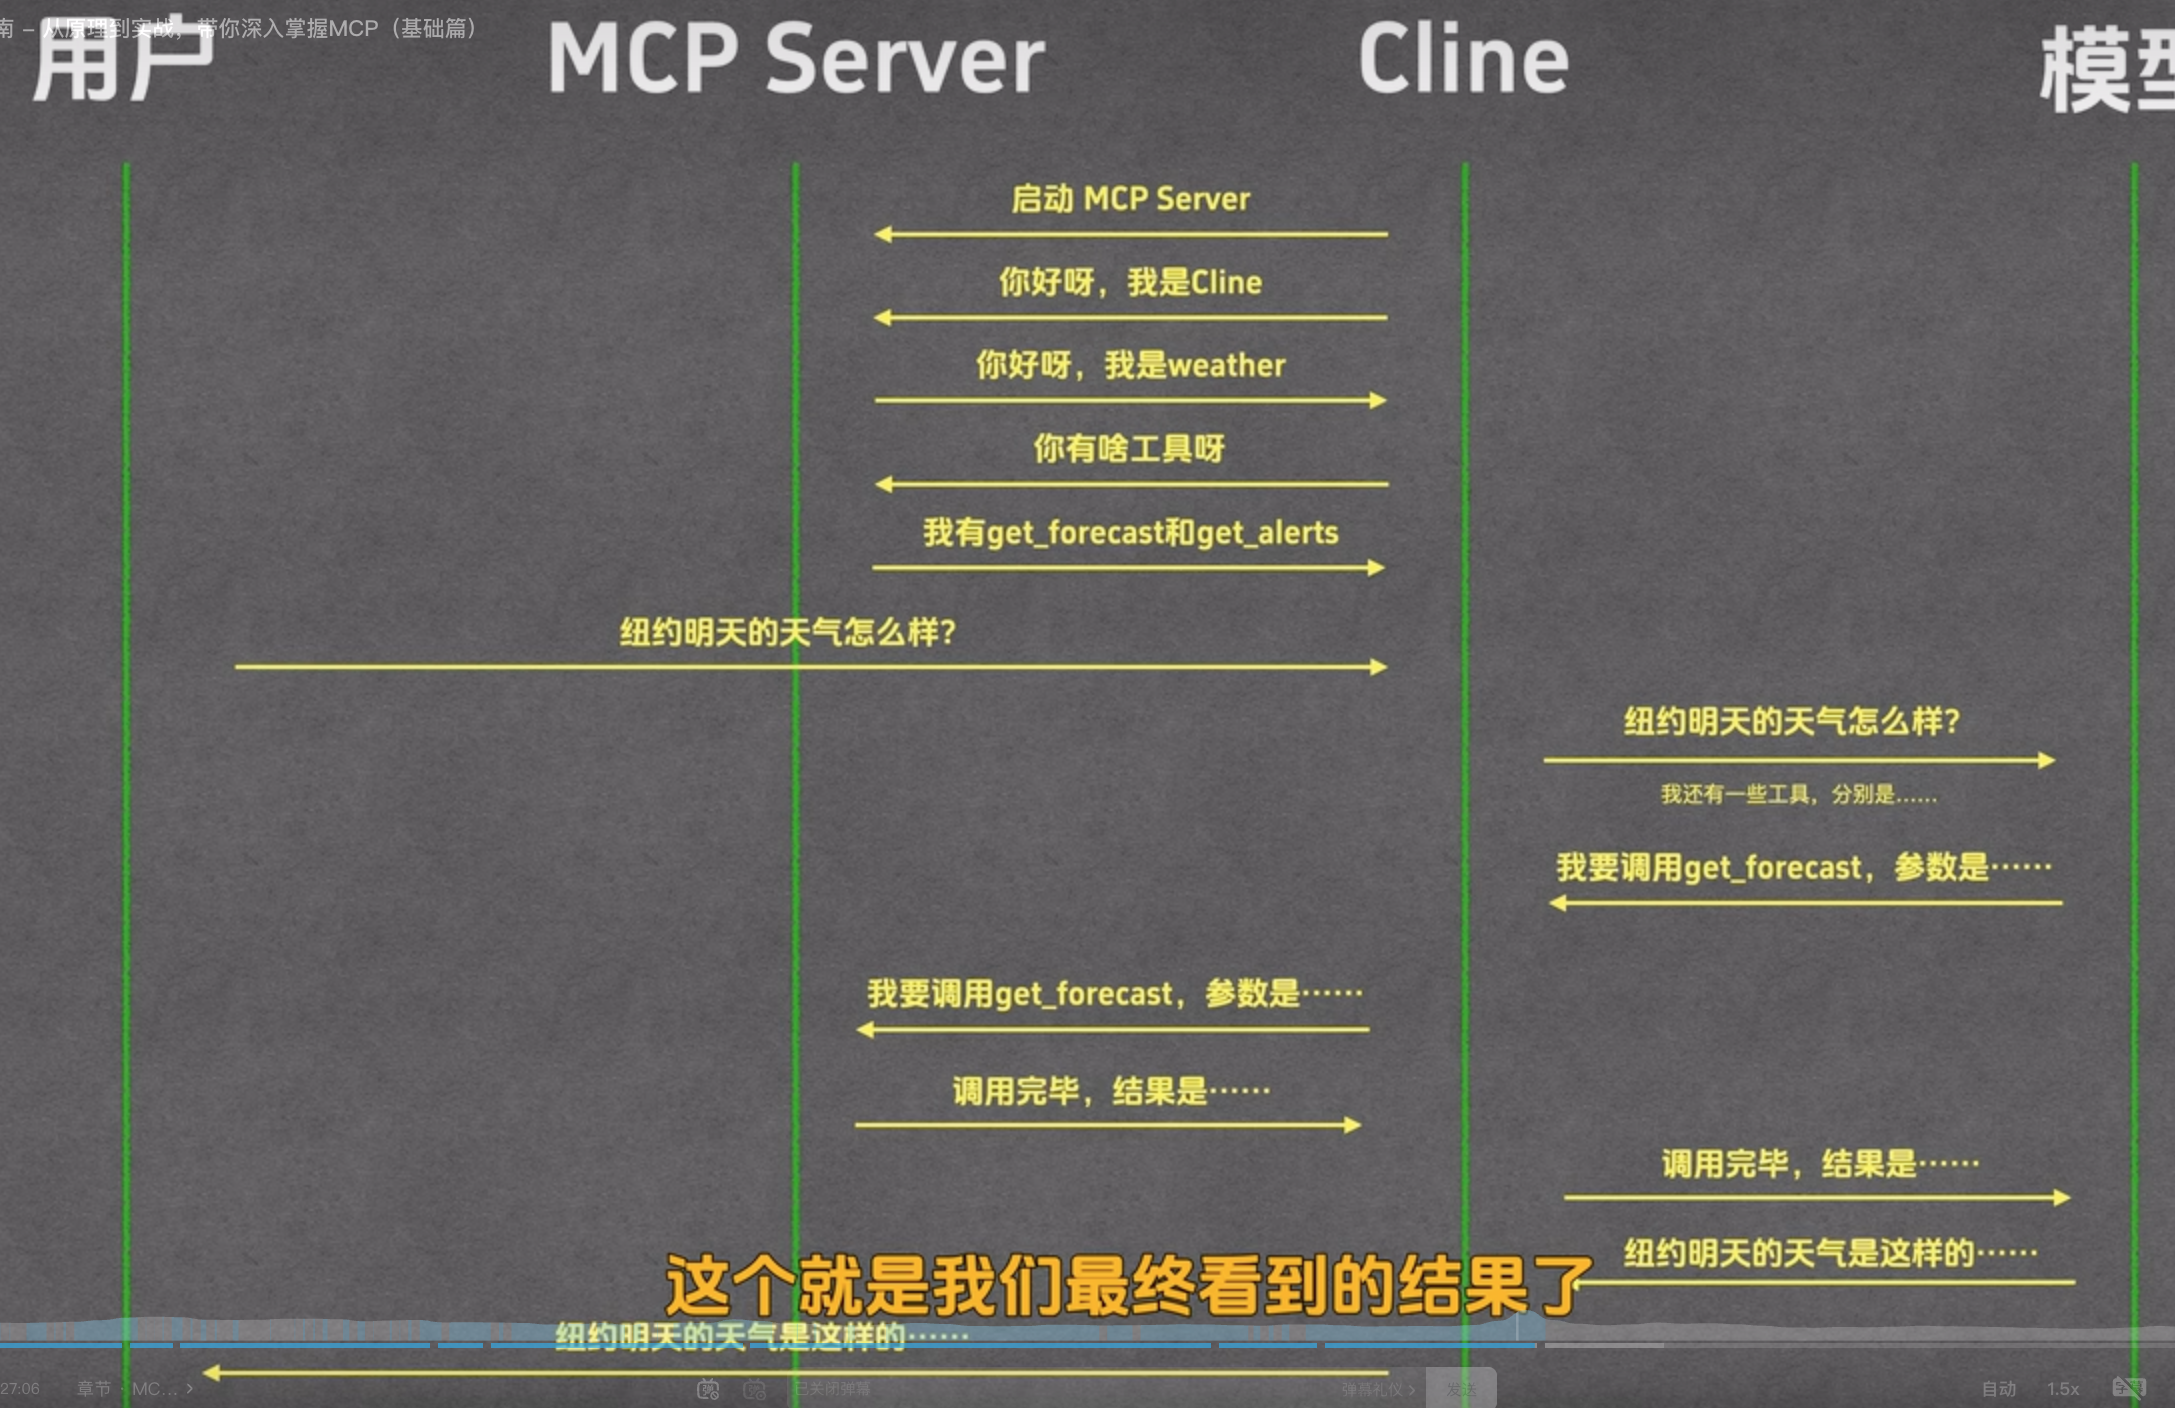 南 – 从原理到实战，带你深入掌握MCP（基础篇）
用户
MCP Server
Cline
模型
启动 MCP Server
你好呀，我是Cline
你好呀，我是weather
你有啥工具呀
我有get_forecast和get_alerts
纽约明天的天气怎么样？
纽约明天的天气怎么样？
我还有一些工具，分别是……
我要调用get_forecast，参数是……
我要调用get_forecast，参数是……
调用完毕，结果是……
调用完毕，结果是……
纽约明天的天气是这样的……
这个就是我们最终看到的结果了
纽约明天的天气是这样的……
27:06
章节 · MC... >
已关闭弹幕
弹幕礼仪 >
发送
自动
1.5x